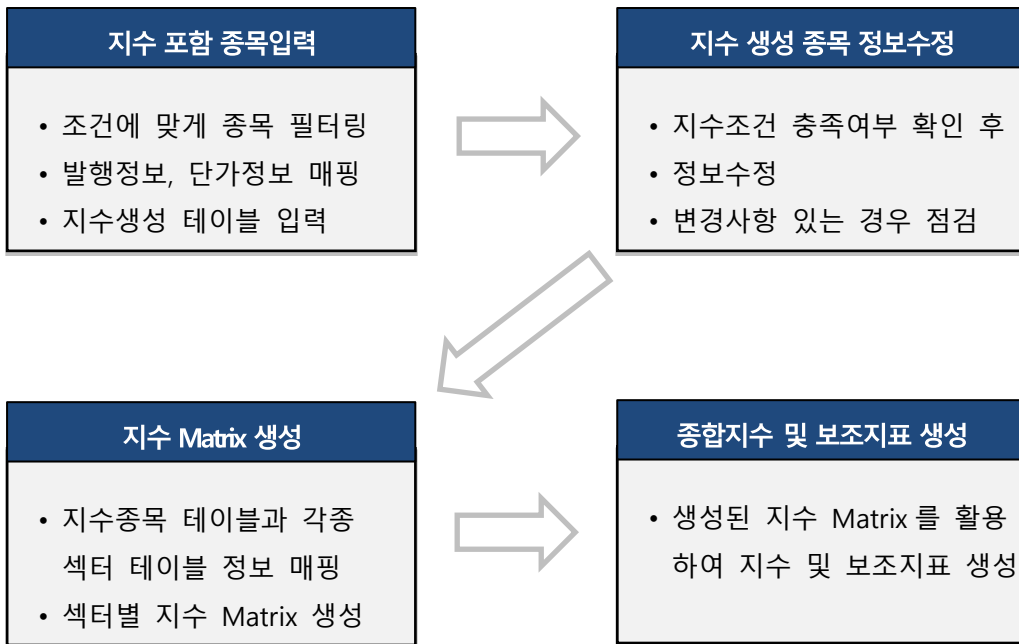 지수 포함 종목입력
• 조건에 맞게 종목 필터링
• 발행정보, 단가정보 매핑
• 지수생성 테이블 입력
지수 생성 종목 정보수정
• 지수조건 충족여부 확인 후
• 정보수정
• 변경사항 있는 경우 점검
지수 Matrix 생성
• 지수종목 테이블과 각종
섹터 테이블 정보 매핑
• 섹터별 지수 Matrix 생성
종합지수 및 보조지표 생성
• 생성된 지수 Matrix 를 활용
하여 지수 및 보조지표 생성